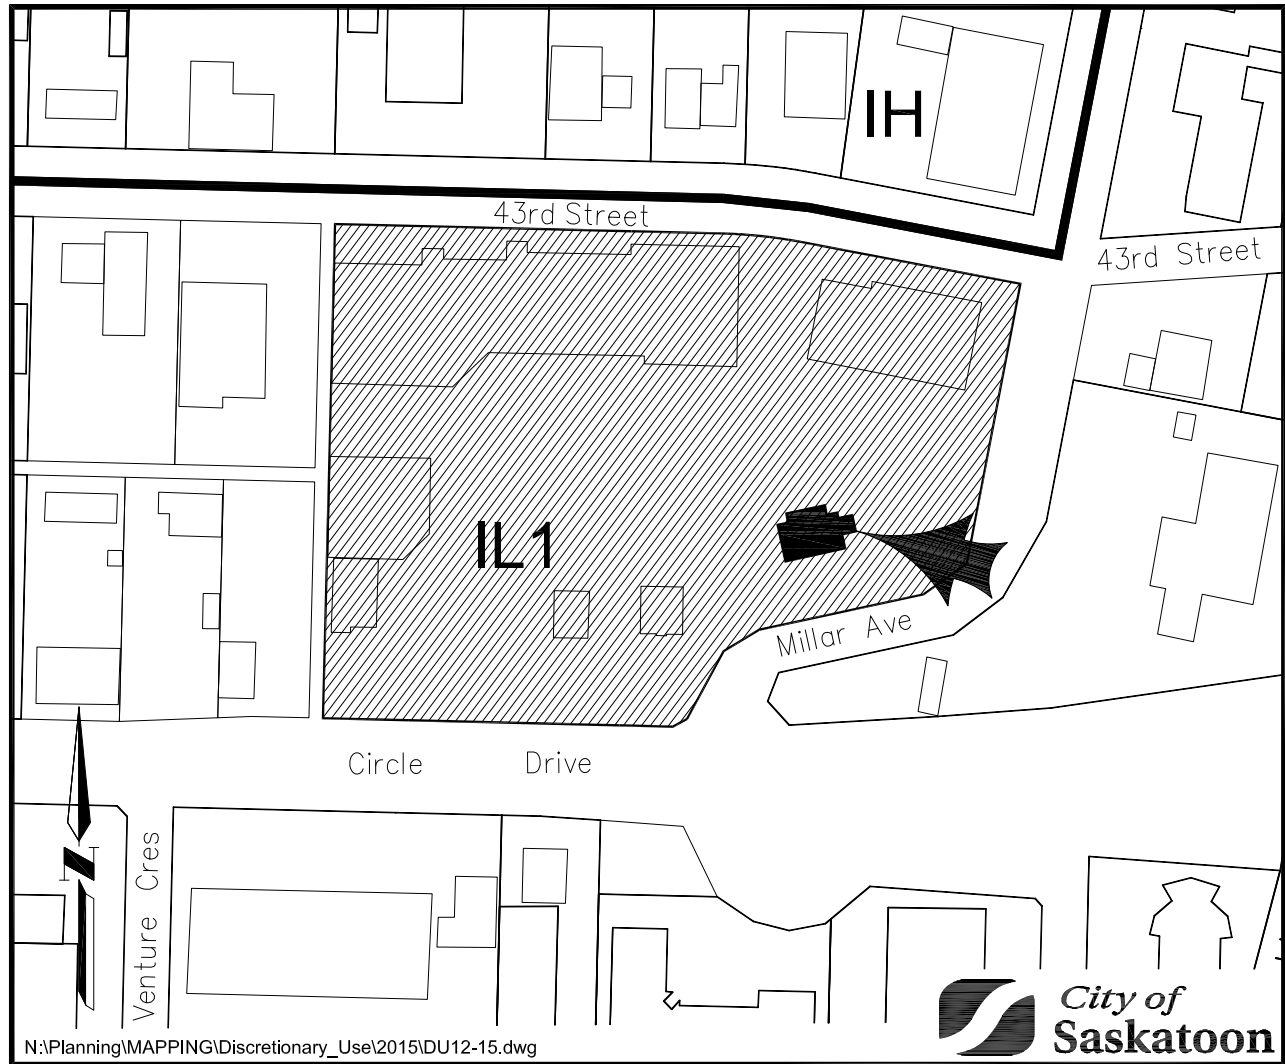 IH
43rd Street
43rd Street
IL1
Millar Ave
Circle Drive
N
Venture Cres
City of
Saskatoon
N:\Planning\MAPPING\Discretionary_Use\2015\DU12-15.dwg